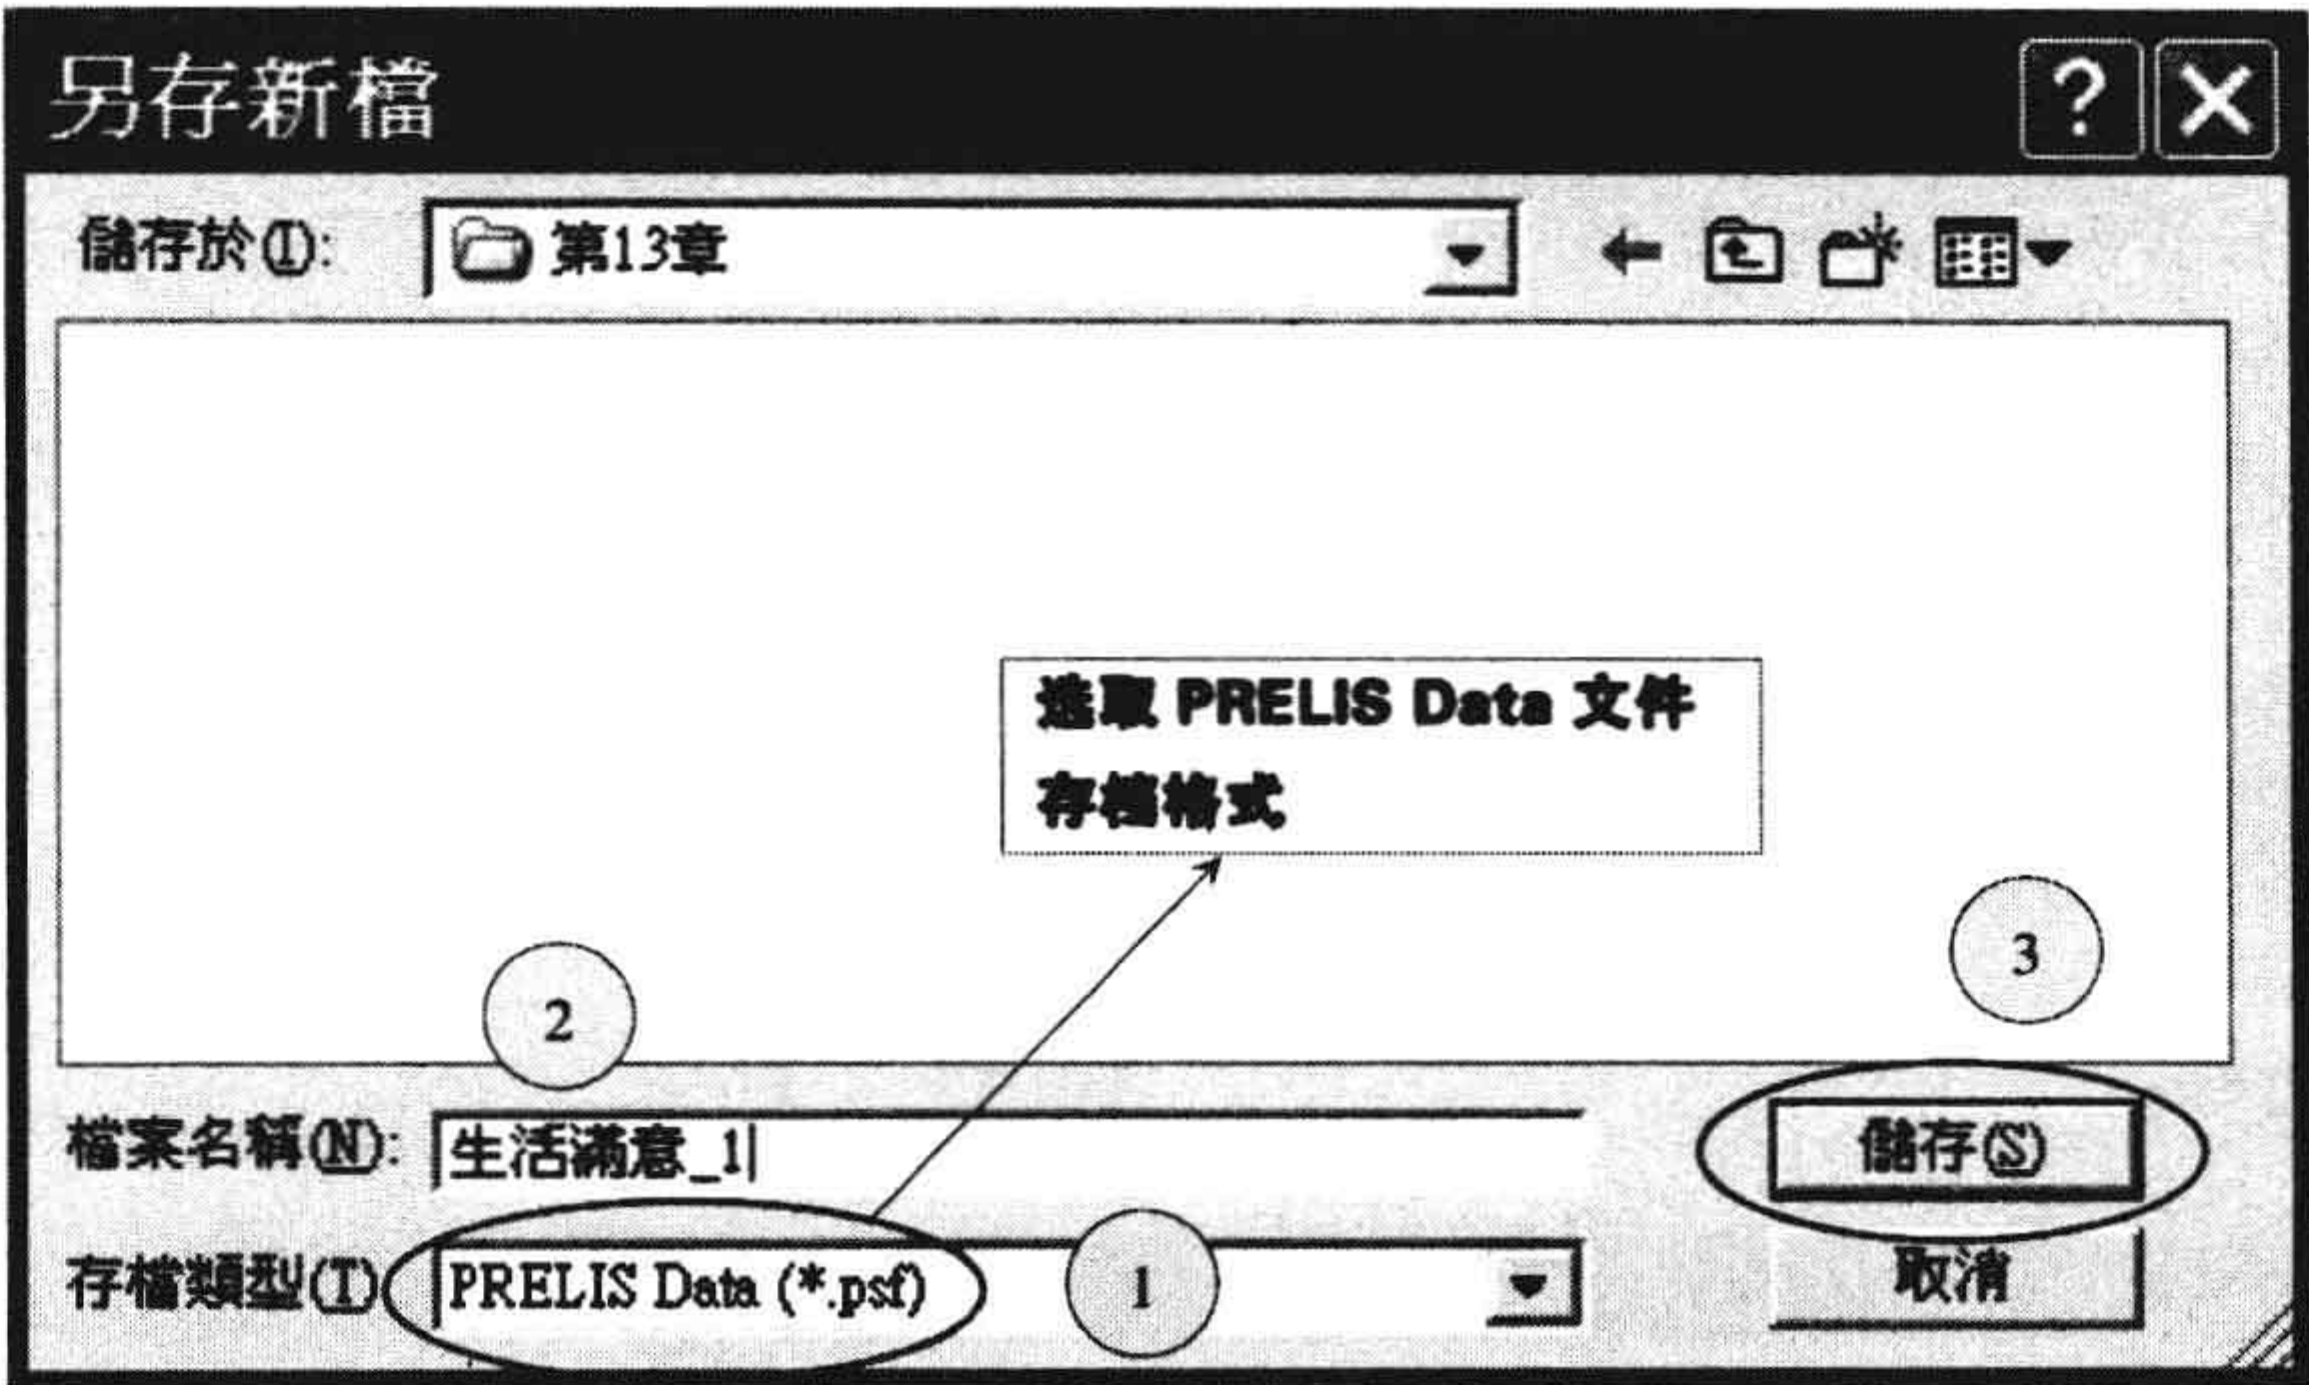 另存新檔
儲存於(I):
第13章
选取 PRELIS Data 文件
存檔格式
2
3
檔案名稱(N):
生活滿意_1
儲存(S)
存檔類型(T)
PRELIS Data (*.psf)
1
取消